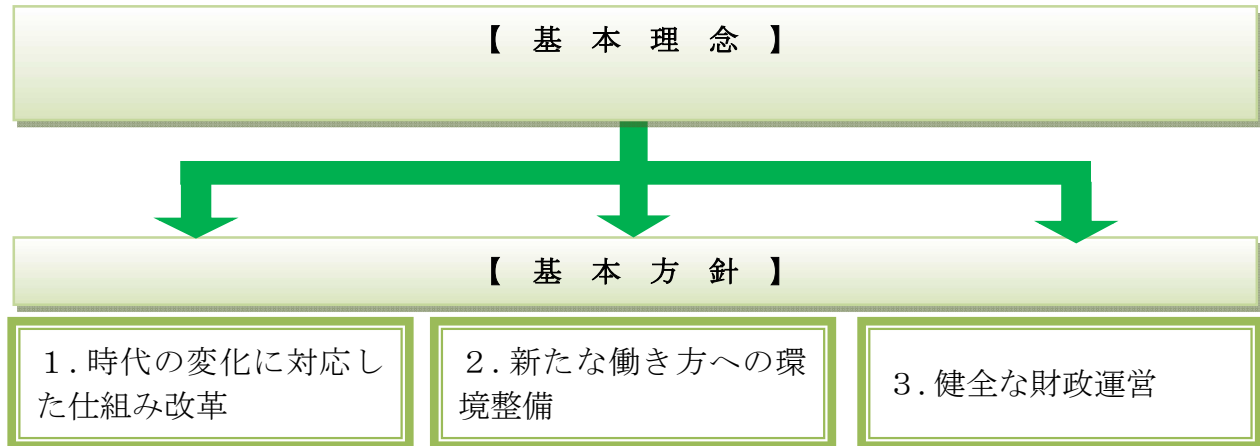 【 基 本 理 念 】
【 基 本 方 針 】
１.時代の変化に対応し
た仕組み改革
２.新たな働き方への環
境整備
３.健全な財政運営